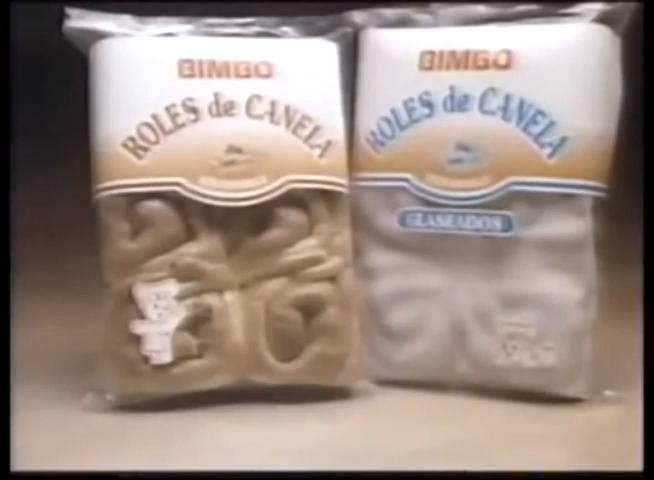 BIMBO
ROLES de CANELA
BIMBO
ROLES de CANELA
GLASEADOS